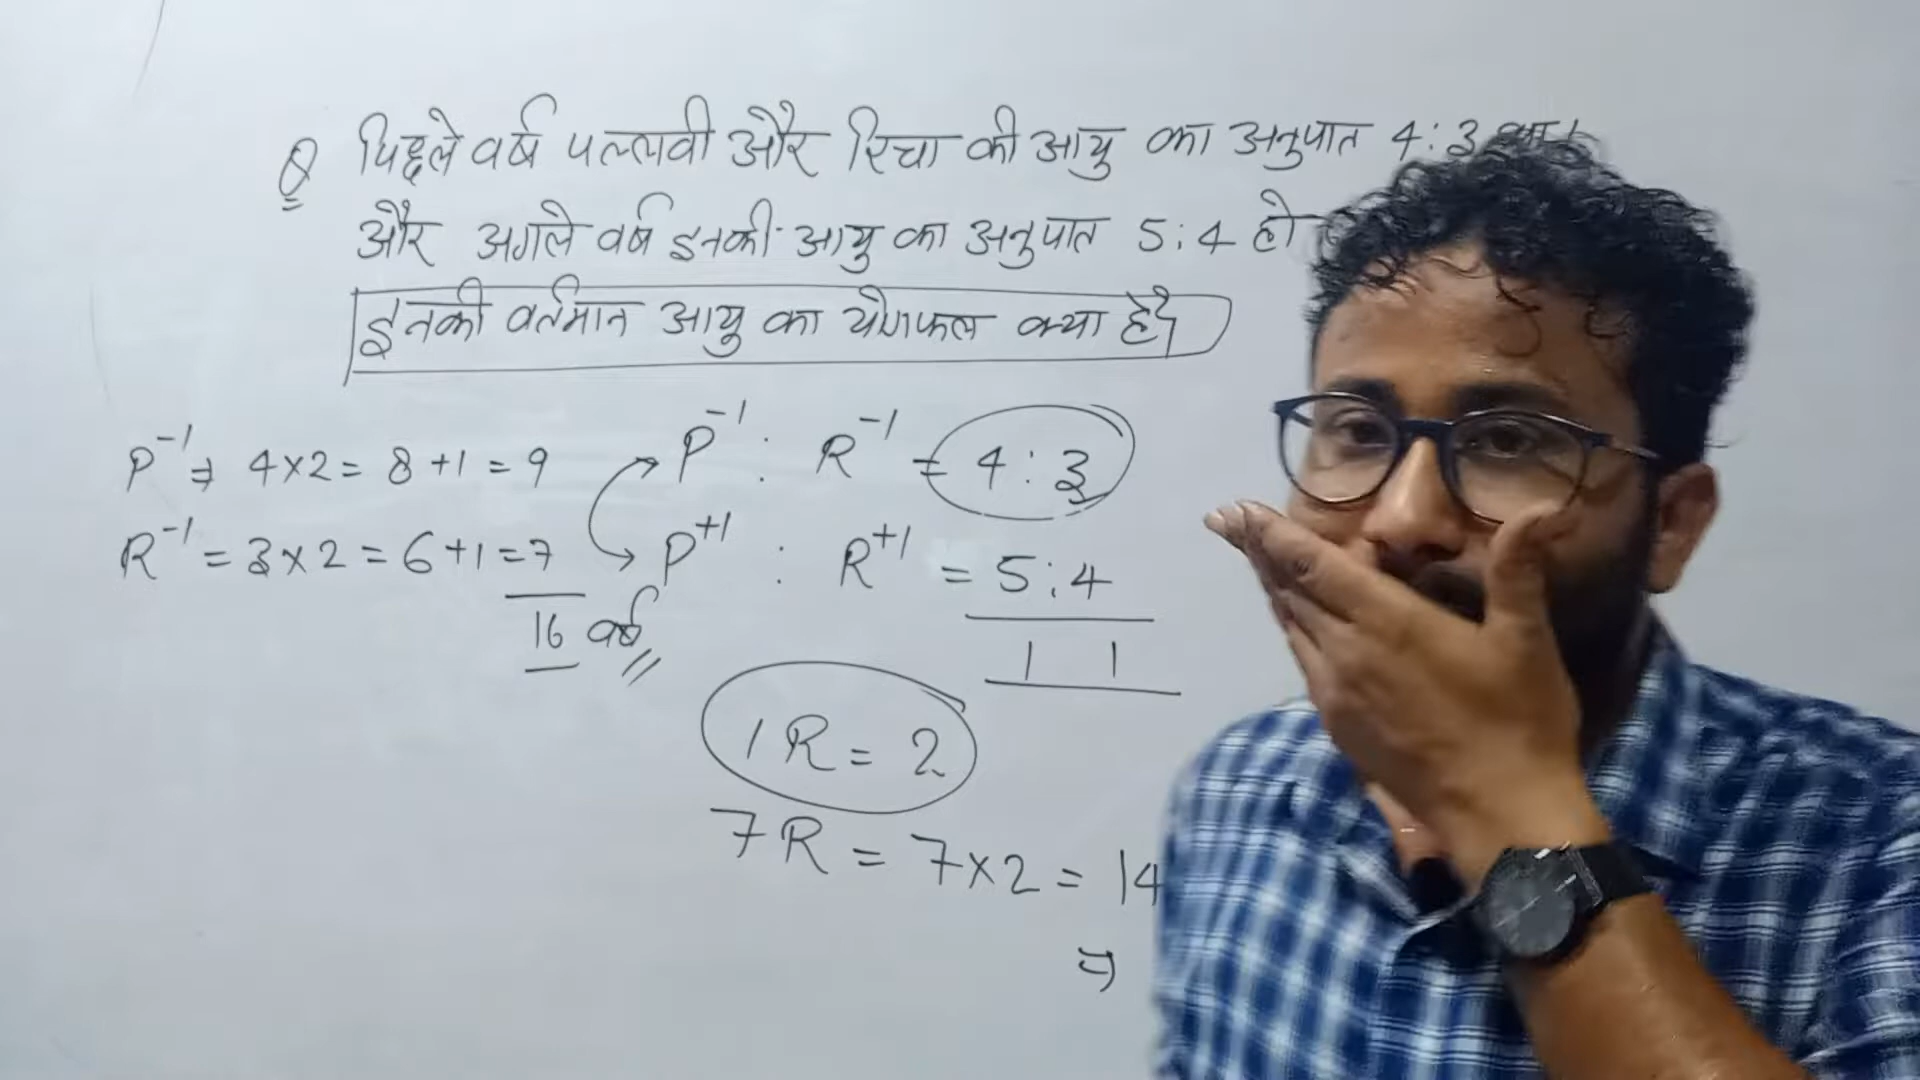 Q पिछले वर्ष पल्लवी और रिचा की आयु का अनुपात 4:3 था।
और अगले वर्ष इनकी आयु का अनुपात 5:4 हो
इनकी वर्तमान आयु का योगफल क्या है?
P⁻¹ ⇒ 4×2 = 8 +1 = 9
R⁻¹ = 3×2 = 6+1 = 7
16 वर्ष
P⁻¹ : R⁻¹ = 4 : 3
P⁺¹ : R⁺¹ = 5:4
1 1
1R = 2
7R = 7×2 = 14
⇒